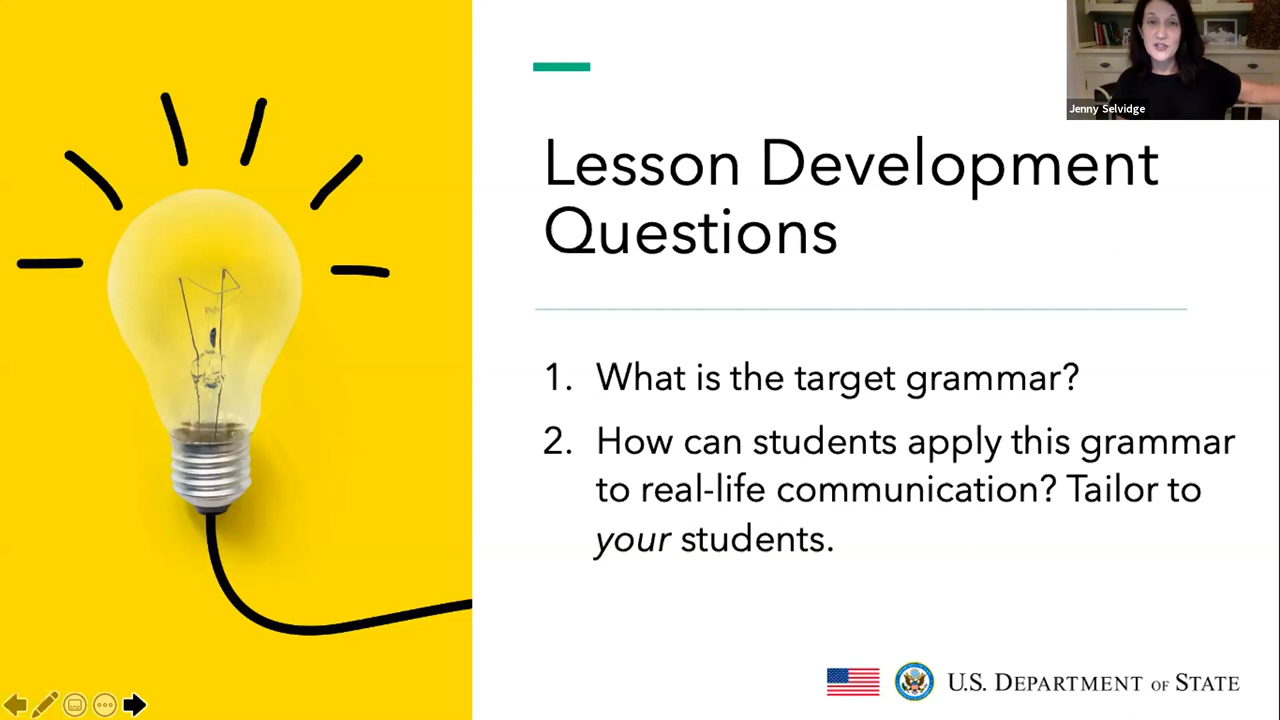 Jenny Selvidge
Lesson Development
Questions
1. What is the target grammar?
2. How can students apply this grammar
to real-life communication? Tailor to
your students.
U.S. DEPARTMENT OF STATE